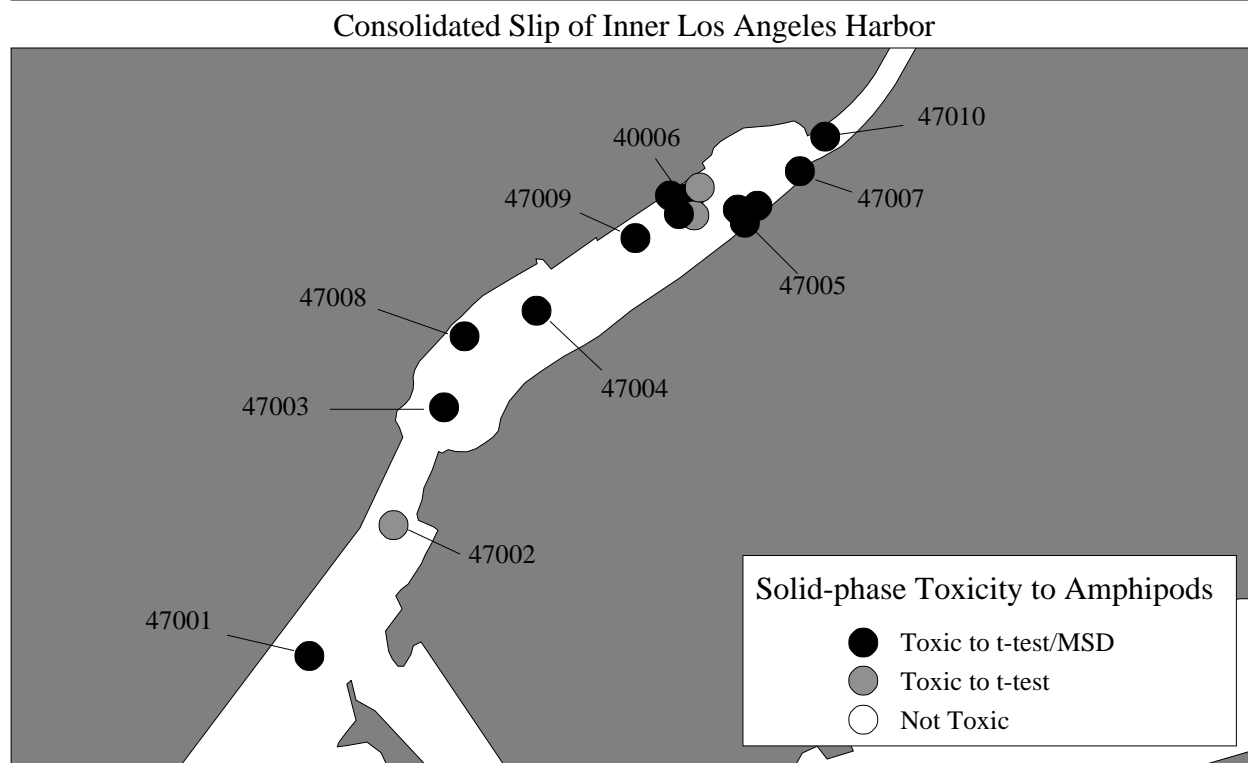 Consolidated Slip of Inner Los Angeles Harbor
47010
40006
47007
47009
47005
47008
47004
47003
47002
47001
Solid-phase Toxicity to Amphipods
Toxic to t-test/MSD
Toxic to t-test
Not Toxic